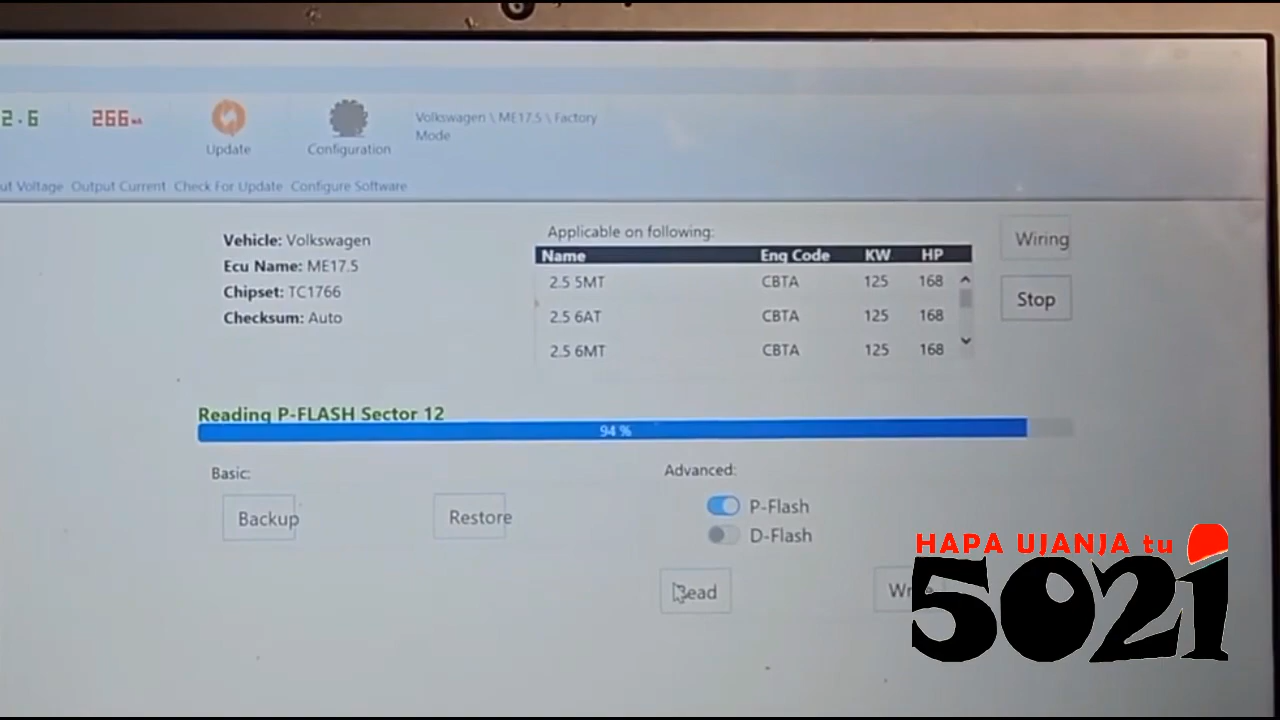 2.6
266mA
Update
Configuration
Volkswagen \ ME17.5 \ Factory
Mode
ut Voltage
Output Current
Check For Update
Configure Software
Vehicle: Volkswagen
Ecu Name: ME17.5
Chipset: TC1766
Checksum: Auto
Applicable on following:
Name Eng Code KW HP
2.5 5MT CBTA 125 168
2.5 6AT CBTA 125 168
2.5 6MT CBTA 125 168
Wiring
Stop
Reading P-FLASH Sector 12
94 %
Basic:
Backup
Restore
Advanced:
P-Flash
D-Flash
Read
HAPA UJANJA tu
5021